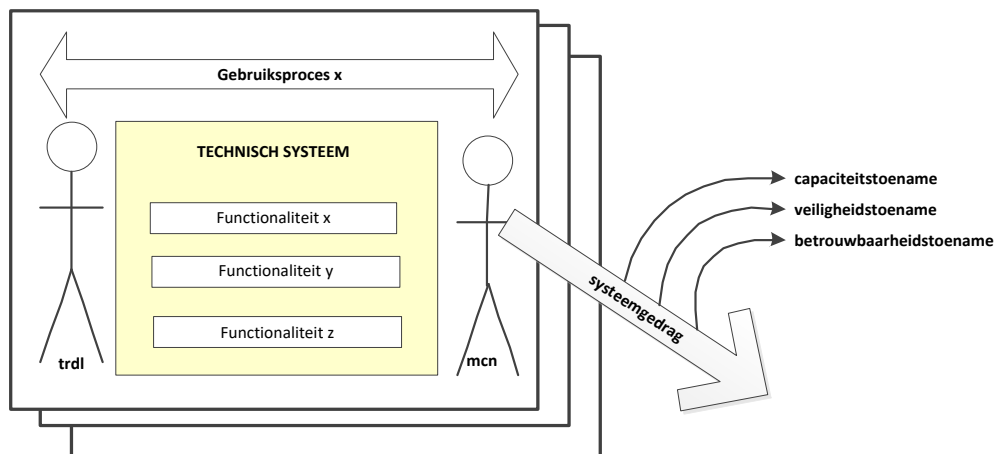 Gebruiksproces x
TECHNISCH SYSTEEM
Functionaliteit x
Functionaliteit y
Functionaliteit z
trdl
mcn
systeemgedrag
capaciteitstoename
veiligheidstoename
betrouwbaarheidstoename